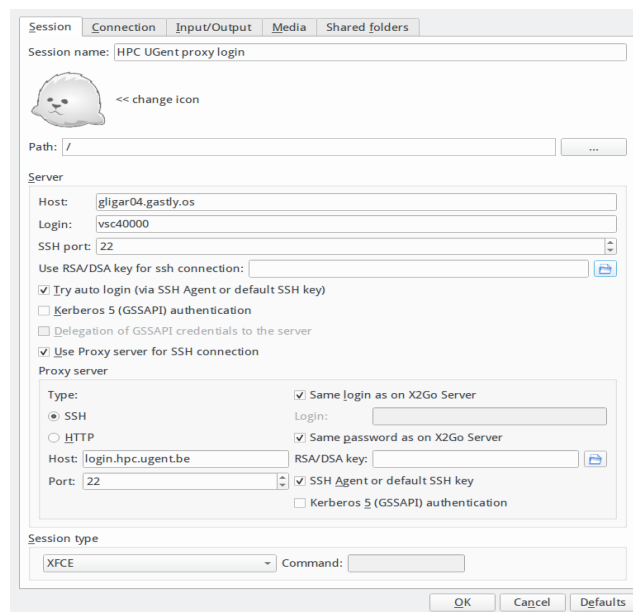 Session Connection Input/Output Media Shared folders
Session name: HPC UGent proxy login
<< change icon
Path: / ...
Server
Host: gligar04.gastly.os
Login: vsc40000
SSH port: 22
Use RSA/DSA key for ssh connection:
Try auto login (via SSH Agent or default SSH key)
Kerberos 5 (GSSAPI) authentication
Delegation of GSSAPI credentials to the server
Use Proxy server for SSH connection
Proxy server
Type: Same login as on X2Go Server
SSH Login:
HTTP Same password as on X2Go Server
Host: login.hpc.ugent.be RSA/DSA key:
Port: 22 SSH Agent or default SSH key
Kerberos 5 (GSSAPI) authentication
Session type
XFCE Command:
OK Cancel Defaults